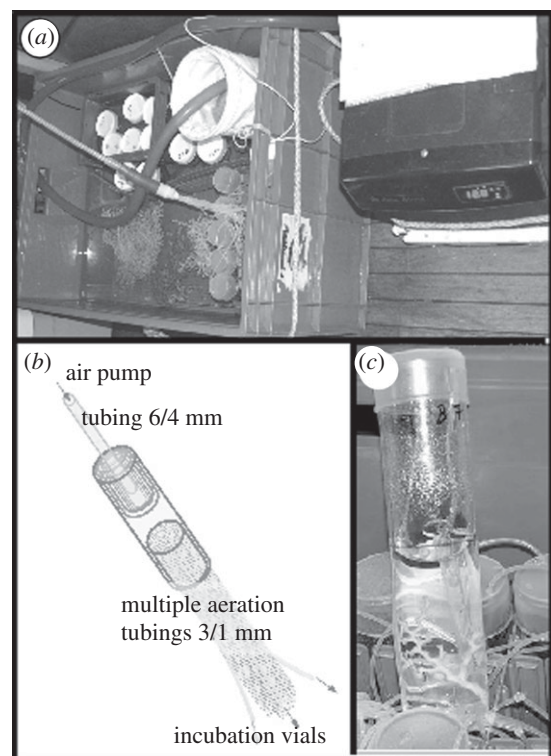 (a)
(b)
air pump
tubing 6/4 mm
multiple aeration
tubings 3/1 mm
incubation vials
(c)